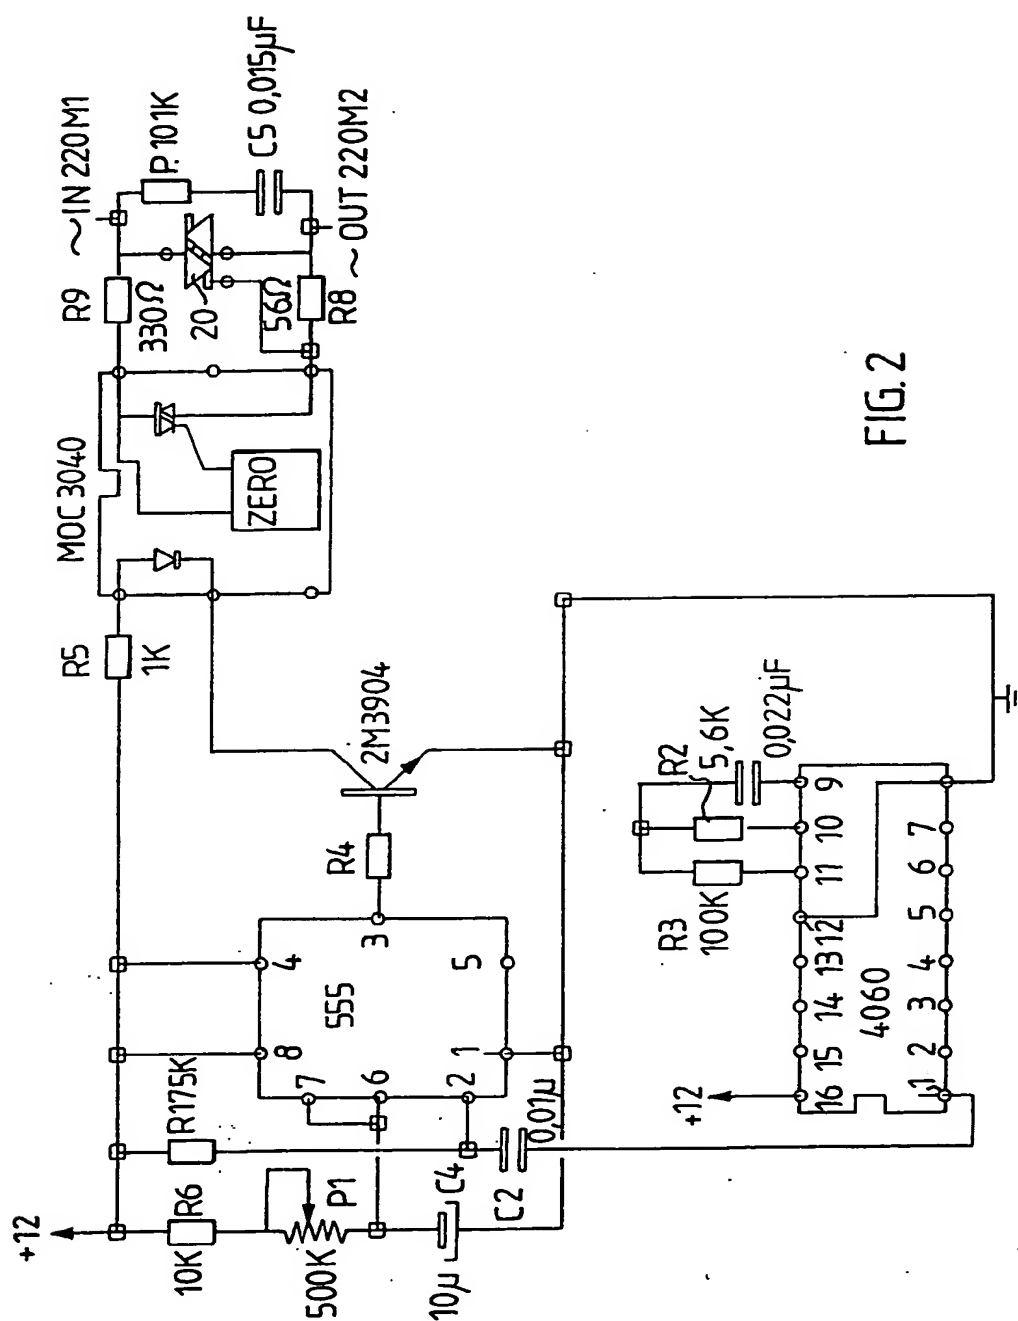 +12
10K
R6
R175K
500K
P1
10µ
C4
C2
0,01µ
555
8
4
7
6
2
1
5
3
R4
2M3904
R5
1K
MOC 3040
ZERO
R9
330Ω
20
56Ω
R8
~IN 220M1
P.101K
C5 0,015µF
~OUT 220M2
+12
16 15 14 13 12 11 10 9
4060
1 2 3 4 5 6 7
R3
100K
R2
5,6K
0,022µF
FIG. 2